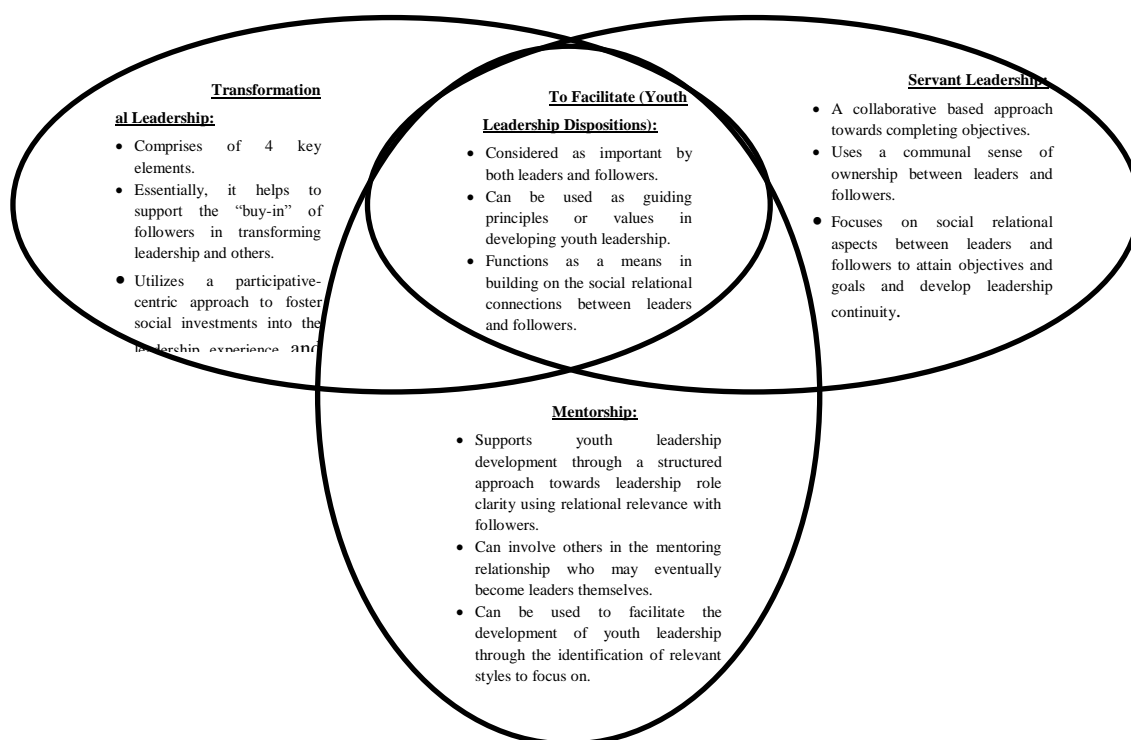 Transformation
al Leadership:
• Comprises of 4 key
elements.
• Essentially, it helps to
support the “buy-in” of
followers in transforming
leadership and others.
• Utilizes a participative-
centric approach to foster
social investments into the
leadership experience and
To Facilitate (Youth
Leadership Dispositions):
• Considered as important by
both leaders and followers.
• Can be used as guiding
principles or values in
developing youth leadership.
• Functions as a means in
building on the social relational
connections between leaders
and followers.
Servant Leadership:
• A collaborative based approach
towards completing objectives.
• Uses a communal sense of
ownership between leaders and
followers.
• Focuses on social relational
aspects between leaders and
followers to attain objectives and
goals and develop leadership
continuity.
Mentorship:
• Supports youth leadership
development through a structured
approach towards leadership role
clarity using relational relevance with
followers.
• Can involve others in the mentoring
relationship who may eventually
become leaders themselves.
• Can be used to facilitate the
development of youth leadership
through the identification of relevant
styles to focus on.